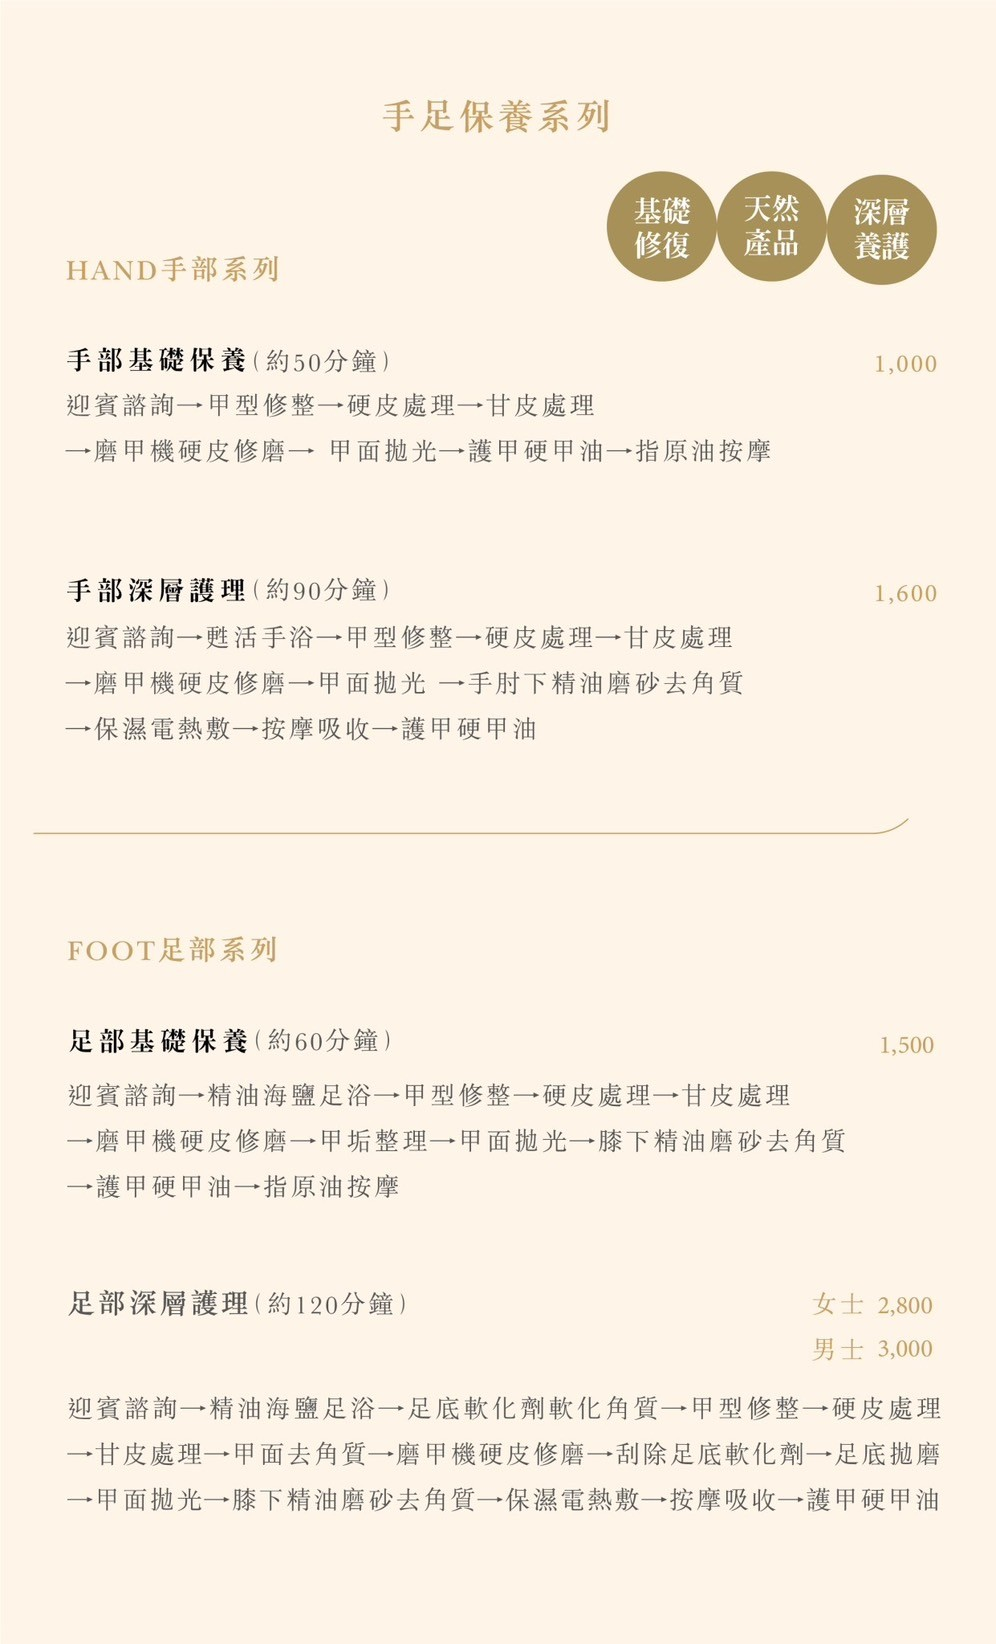 手足保養系列
基礎
修復
天然
產品
深層
養護
HAND手部系列
手部基礎保養(約50分鐘) 1,000
迎賓諮詢→甲型修整→硬皮處理→甘皮處理
→磨甲機硬皮修磨→ 甲面拋光→護甲硬甲油→指原油按摩
手部深層護理(約90分鐘) 1,600
迎賓諮詢→甦活手浴→甲型修整→硬皮處理→甘皮處理
→磨甲機硬皮修磨→甲面拋光 →手肘下精油磨砂去角質
→保濕電熱敷→按摩吸收→護甲硬甲油
FOOT足部系列
足部基礎保養(約60分鐘) 1,500
迎賓諮詢→精油海鹽足浴→甲型修整→硬皮處理→甘皮處理
→磨甲機硬皮修磨→甲垢整理→甲面拋光→膝下精油磨砂去角質
→護甲硬甲油→指原油按摩
足部深層護理(約120分鐘) 女士 2,800
男士 3,000
迎賓諮詢→精油海鹽足浴→足底軟化劑軟化角質→甲型修整→硬皮處理
→甘皮處理→甲面去角質→磨甲機硬皮修磨→刮除足底軟化劑→足底拋磨
→甲面拋光→膝下精油磨砂去角質→保濕電熱敷→按摩吸收→護甲硬甲油